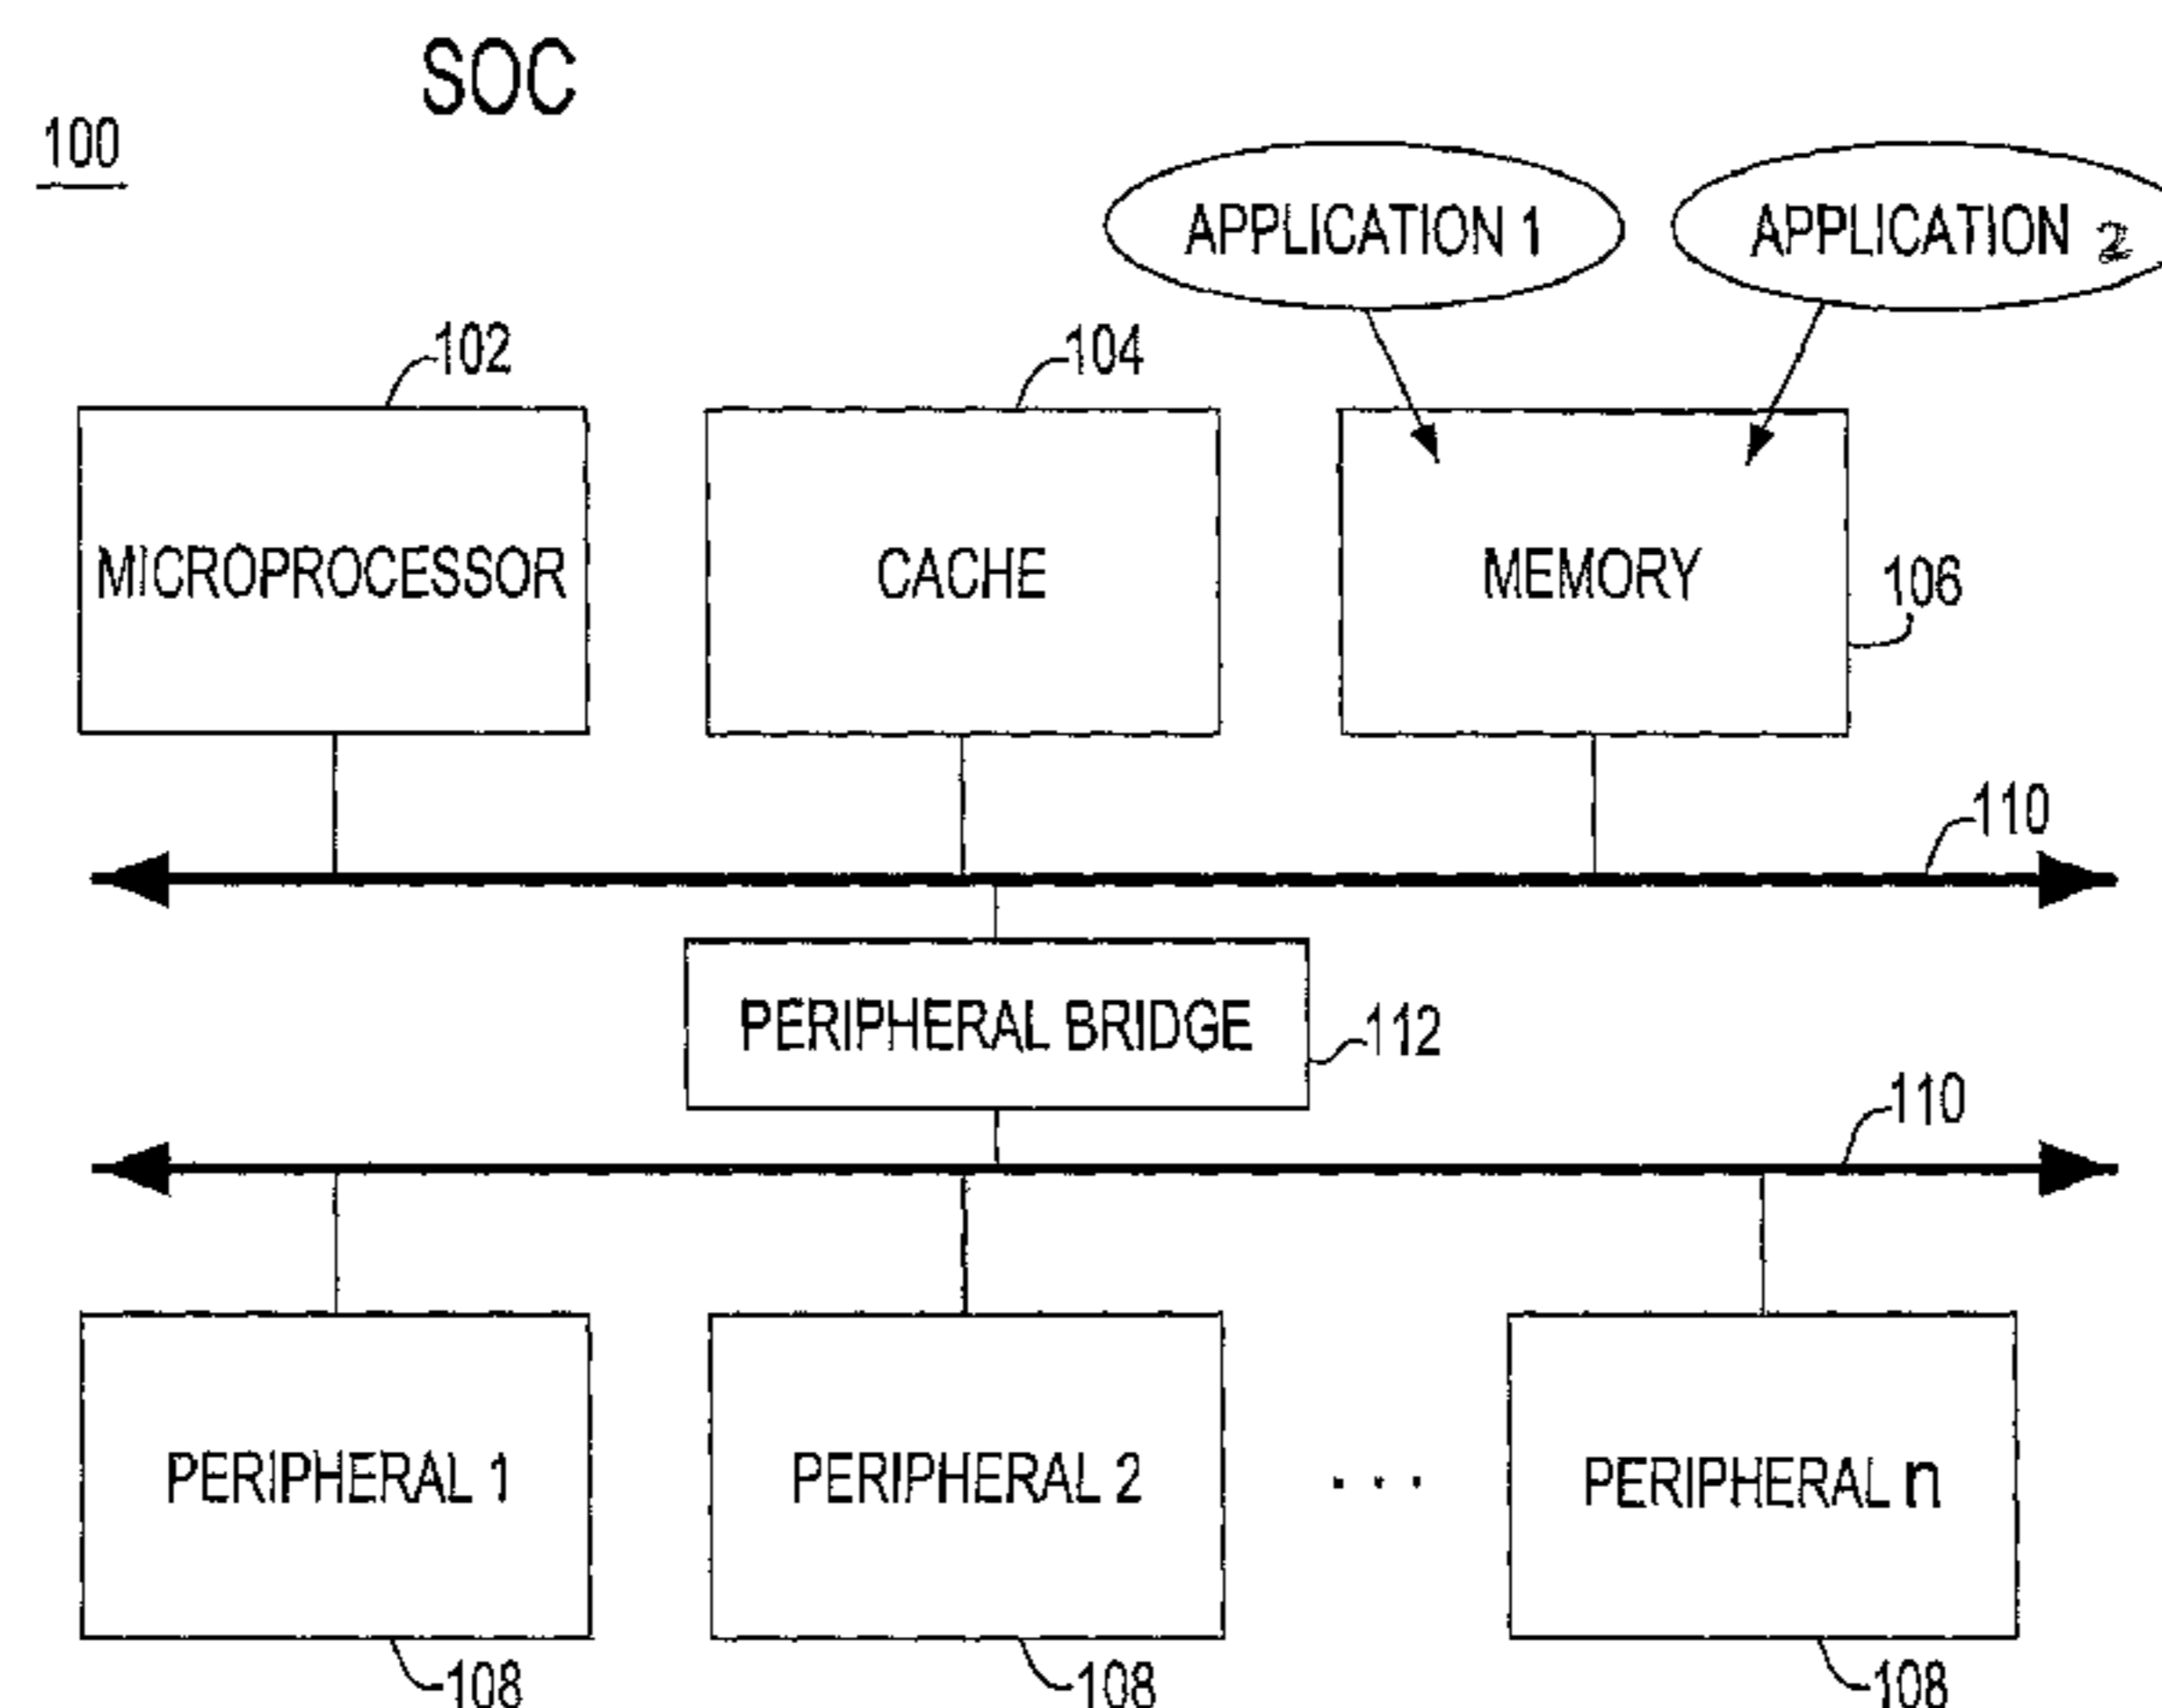 SOC
100
APPLICATION 1 APPLICATION 2
102 104
MICROPROCESSOR CACHE MEMORY
106
110
PERIPHERAL BRIDGE 112
110
PERIPHERAL 1 PERIPHERAL 2 ... PERIPHERAL n
108 108 108